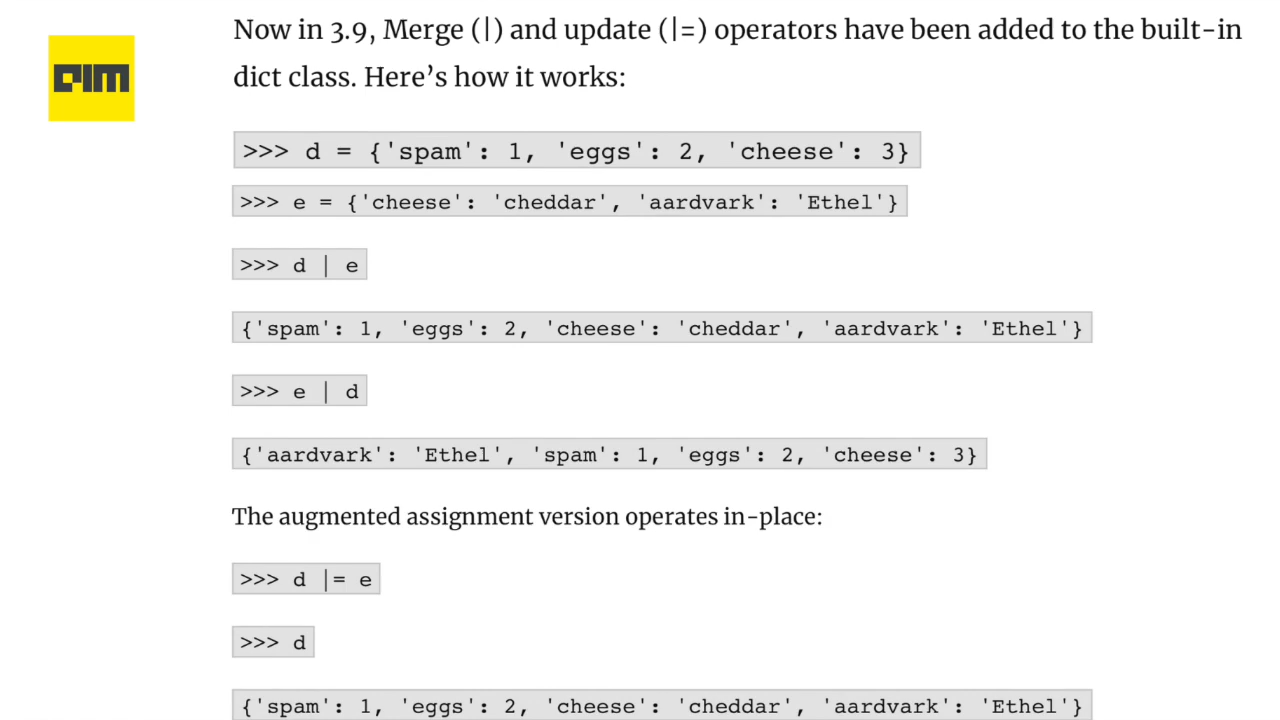 Now in 3.9, Merge (|) and update (|=) operators have been added to the built-in
AIM
dict class. Here’s how it works:
>>> d = {'spam': 1, 'eggs': 2, 'cheese': 3}
>>> e = {'cheese': 'cheddar', 'aardvark': 'Ethel'}
>>> d | e
{'spam': 1, 'eggs': 2, 'cheese': 'cheddar', 'aardvark': 'Ethel'}
>>> e | d
{'aardvark': 'Ethel', 'spam': 1, 'eggs': 2, 'cheese': 3}
The augmented assignment version operates in-place:
>>> d |= e
>>> d
{'spam': 1, 'eggs': 2, 'cheese': 'cheddar', 'aardvark': 'Ethel'}